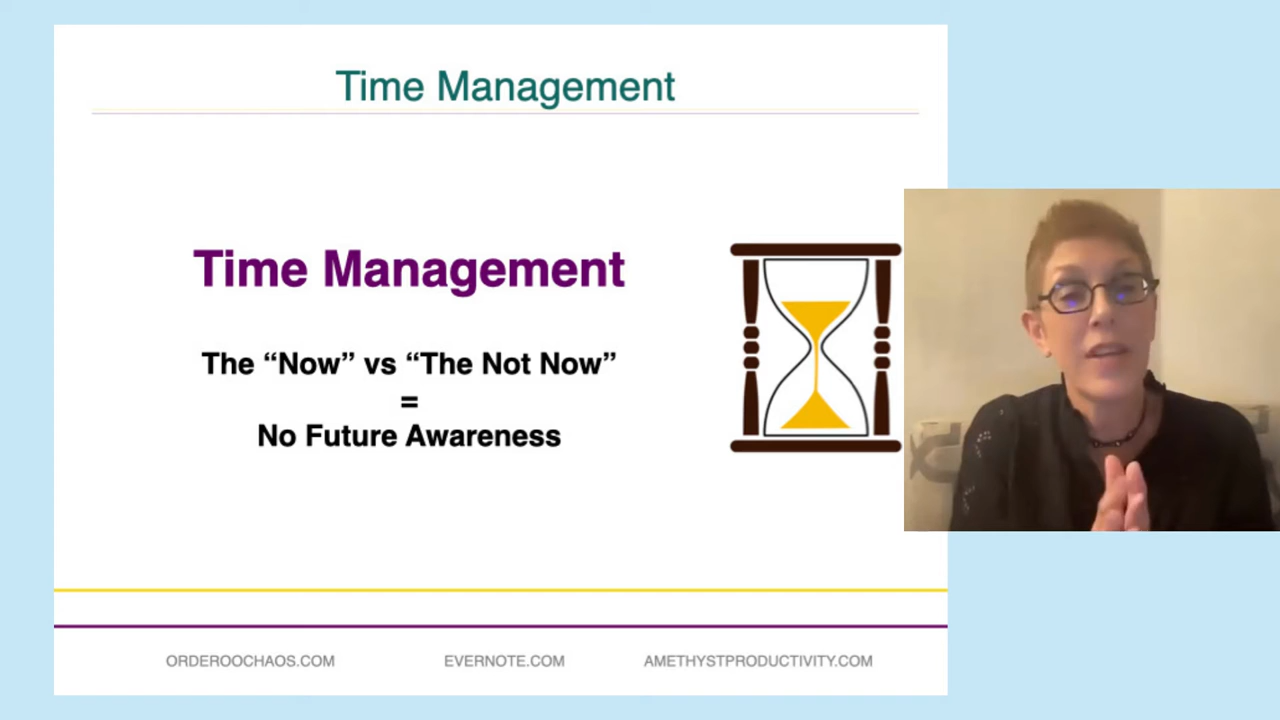 Time Management
Time Management
The “Now” vs “The Not Now”
=
No Future Awareness
ORDEROOCHAOS.COM EVERNOTE.COM AMETHYSTPRODUCTIVITY.COM